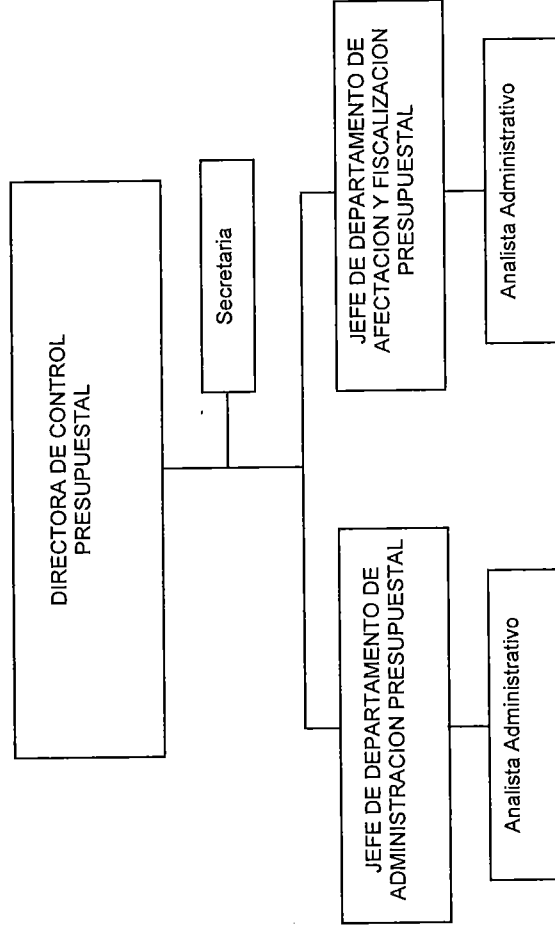 DIRECTORA DE CONTROL
PRESUPUESTAL
Secretaria
JEFE DE DEPARTAMENTO DE
ADMINISTRACION PRESUPUESTAL
JEFE DE DEPARTAMENTO DE
AFECTACION Y FISCALIZACION
PRESUPUESTAL
Analista Administrativo
Analista Administrativo